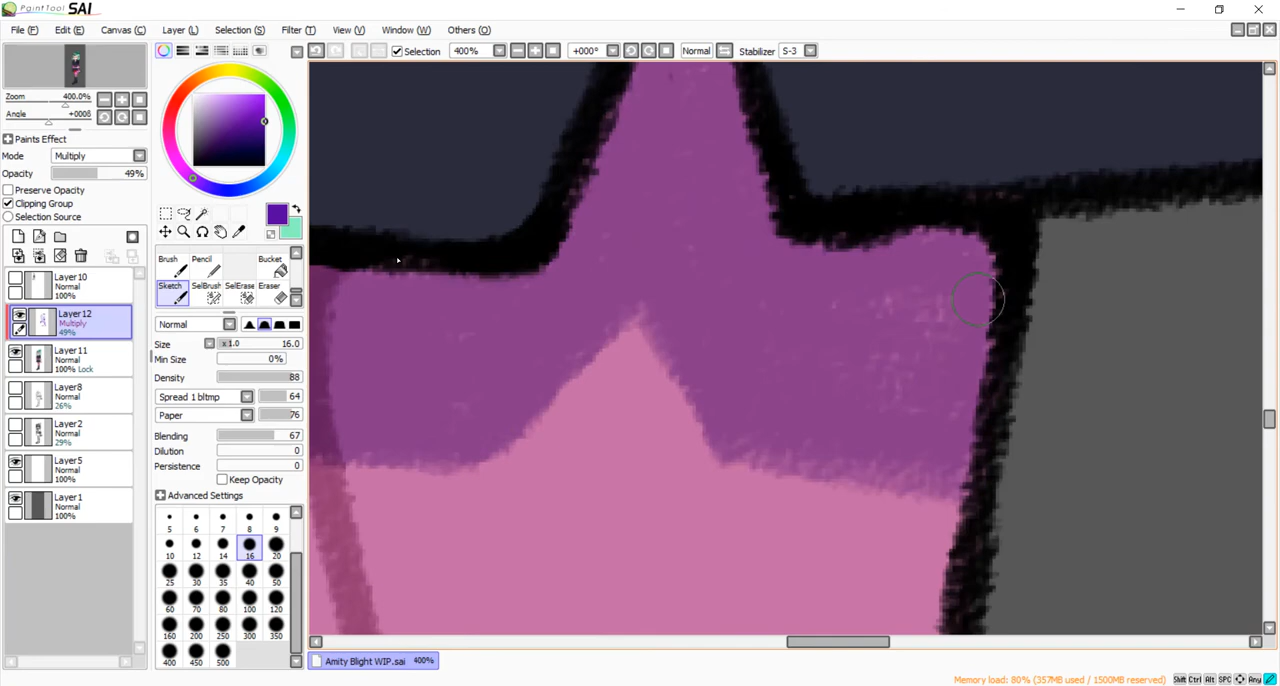 PaintTool SAI
File (F) Edit (E) Canvas (C) Layer (L) Selection (S) Filter (T) View (V) Window (W) Others (O)
Selection 400% +000° Normal Stabilizer S-3
Zoom 400.0%
Angle +000θ
Paints Effect
Mode Multiply
Opacity 49%
Preserve Opacity
Clipping Group
Selection Source
Layer10
Normal
100%
Layer12
Multiply
49%
Layer11
Normal
100% Lock
Layer8
Normal
26%
Layer2
Normal
29%
Layer5
Normal
100%
Layer1
Normal
100%
Brush Pencil Bucket
Sketch SelBrush SelErase Eraser
Normal
Size x 1.0 16.0
Min Size 0%
Density 88
Spread 1 bltmp 64
Paper 76
Blending 67
Dilution 0
Persistence 0
Keep Opacity
Advanced Settings
5 6 7 8 9
10 12 14 16 20
25 30 35 40 50
60 70 80 100 120
160 200 250 300 350
400 450 500
Amity Blight WIP.sai 400%
Memory load: 80% (357MB used / 1500MB reserved) Shift Ctrl Alt SPC Any